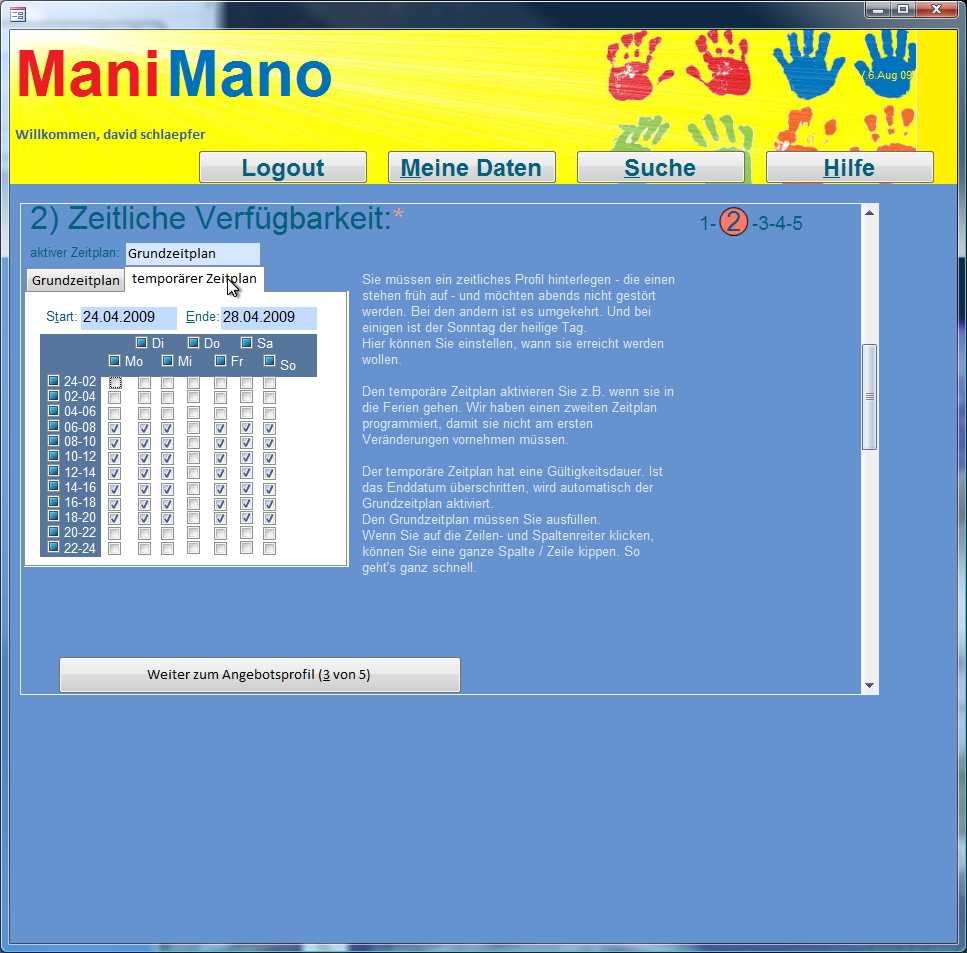 ManiMano
V.6.Aug 09
Willkommen, david schlaepfer
Logout Meine Daten Suche Hilfe
2) Zeitliche Verfügbarkeit:* 1- 2 -3-4-5
aktiver Zeitplan: Grundzeitplan
Grundzeitplan temporärer Zeitplan
Start: 24.04.2009 Ende: 28.04.2009
Di Do Sa
Mo Mi Fr So
24-02
02-04
04-06
06-08
08-10
10-12
12-14
14-16
16-18
18-20
20-22
22-24
Sie müssen ein zeitliches Profil hinterlegen - die einen
stehen früh auf - und möchten abends nicht gestört
werden. Bei den andern ist es umgekehrt. Und bei
einigen ist der Sonntag der heilige Tag.
Hier können Sie einstellen, wann sie erreicht werden
wollen.
Den temporäre Zeitplan aktivieren Sie z.B. wenn sie in
die Ferien gehen. Wir haben einen zweiten Zeitplan
programmiert, damit sie nicht am ersten
Veränderungen vornehmen müssen.
Der temporäre Zeitplan hat eine Gültigkeitsdauer. Ist
das Enddatum überschritten, wird automatisch der
Grundzeitplan aktiviert.
Den Grundzeitplan müssen Sie ausfüllen.
Wenn Sie auf die Zeilen- und Spaltenreiter klicken,
können Sie eine ganze Spalte / Zeile kippen. So
geht's ganz schnell.
Weiter zum Angebotsprofil (3 von 5)